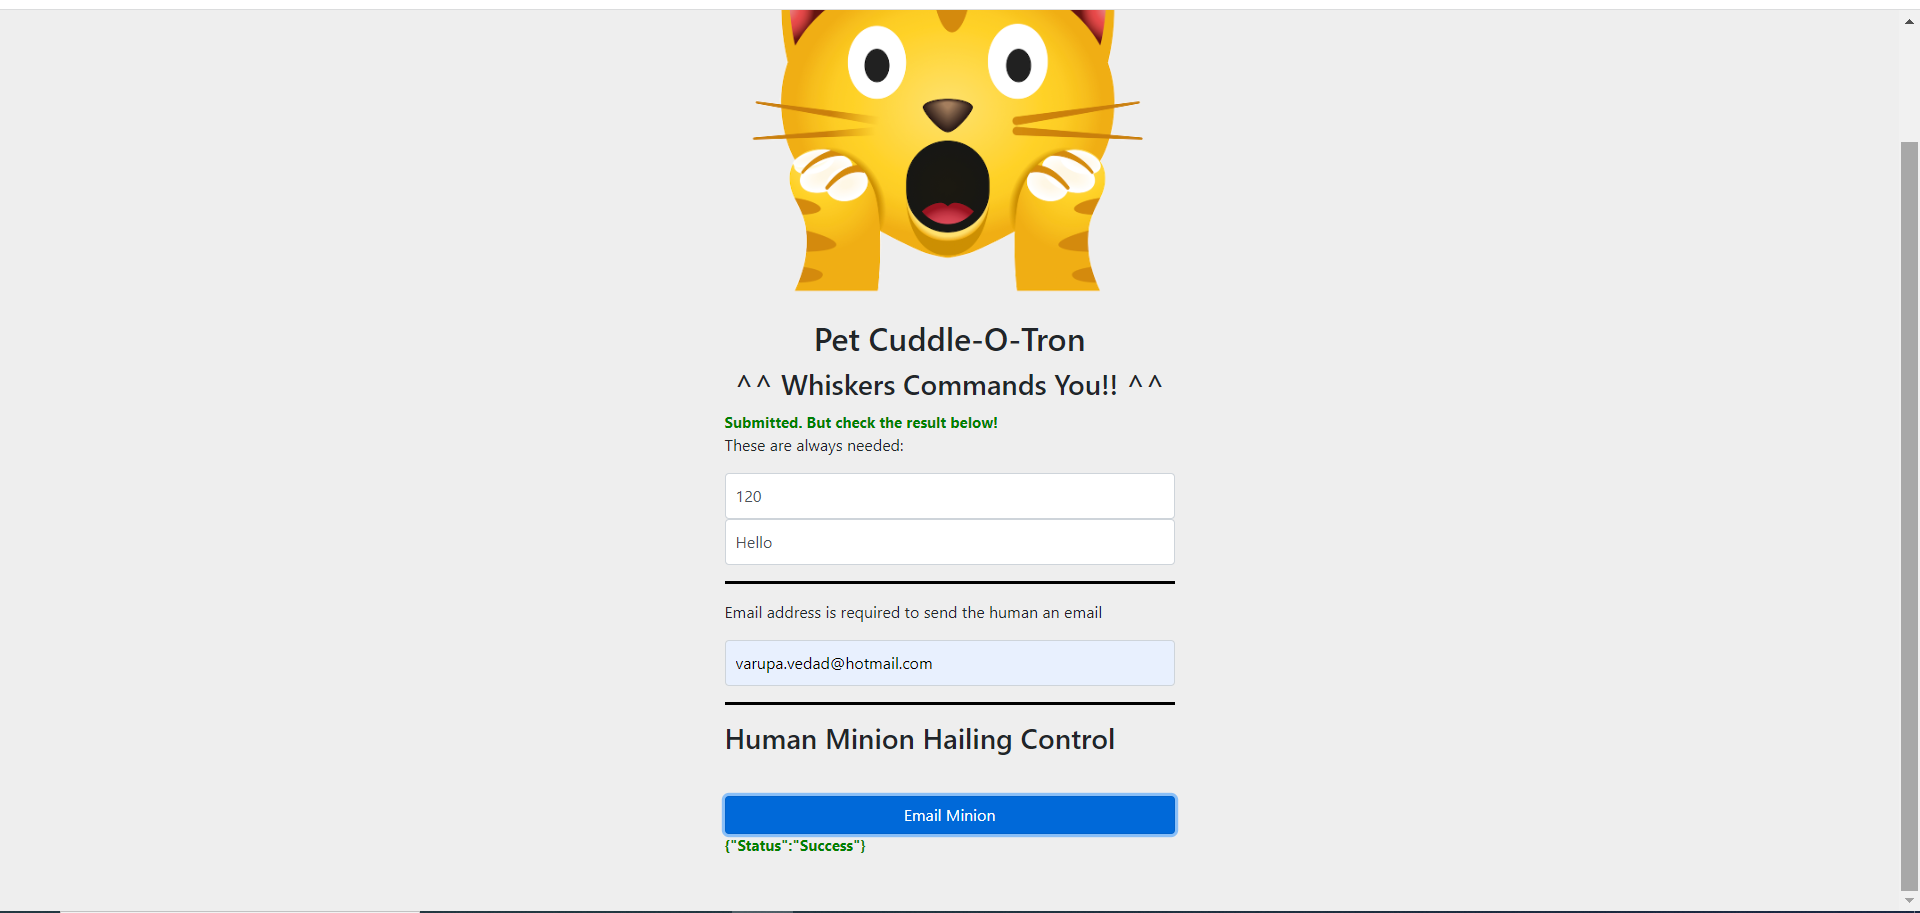 Pet Cuddle-O-Tron
^^ Whiskers Commands You!! ^^
Submitted. But check the result below!
These are always needed:
120
Hello
Email address is required to send the human an email
varupa.vedad@hotmail.com
Human Minion Hailing Control
Email Minion
{"Status":"Success"}